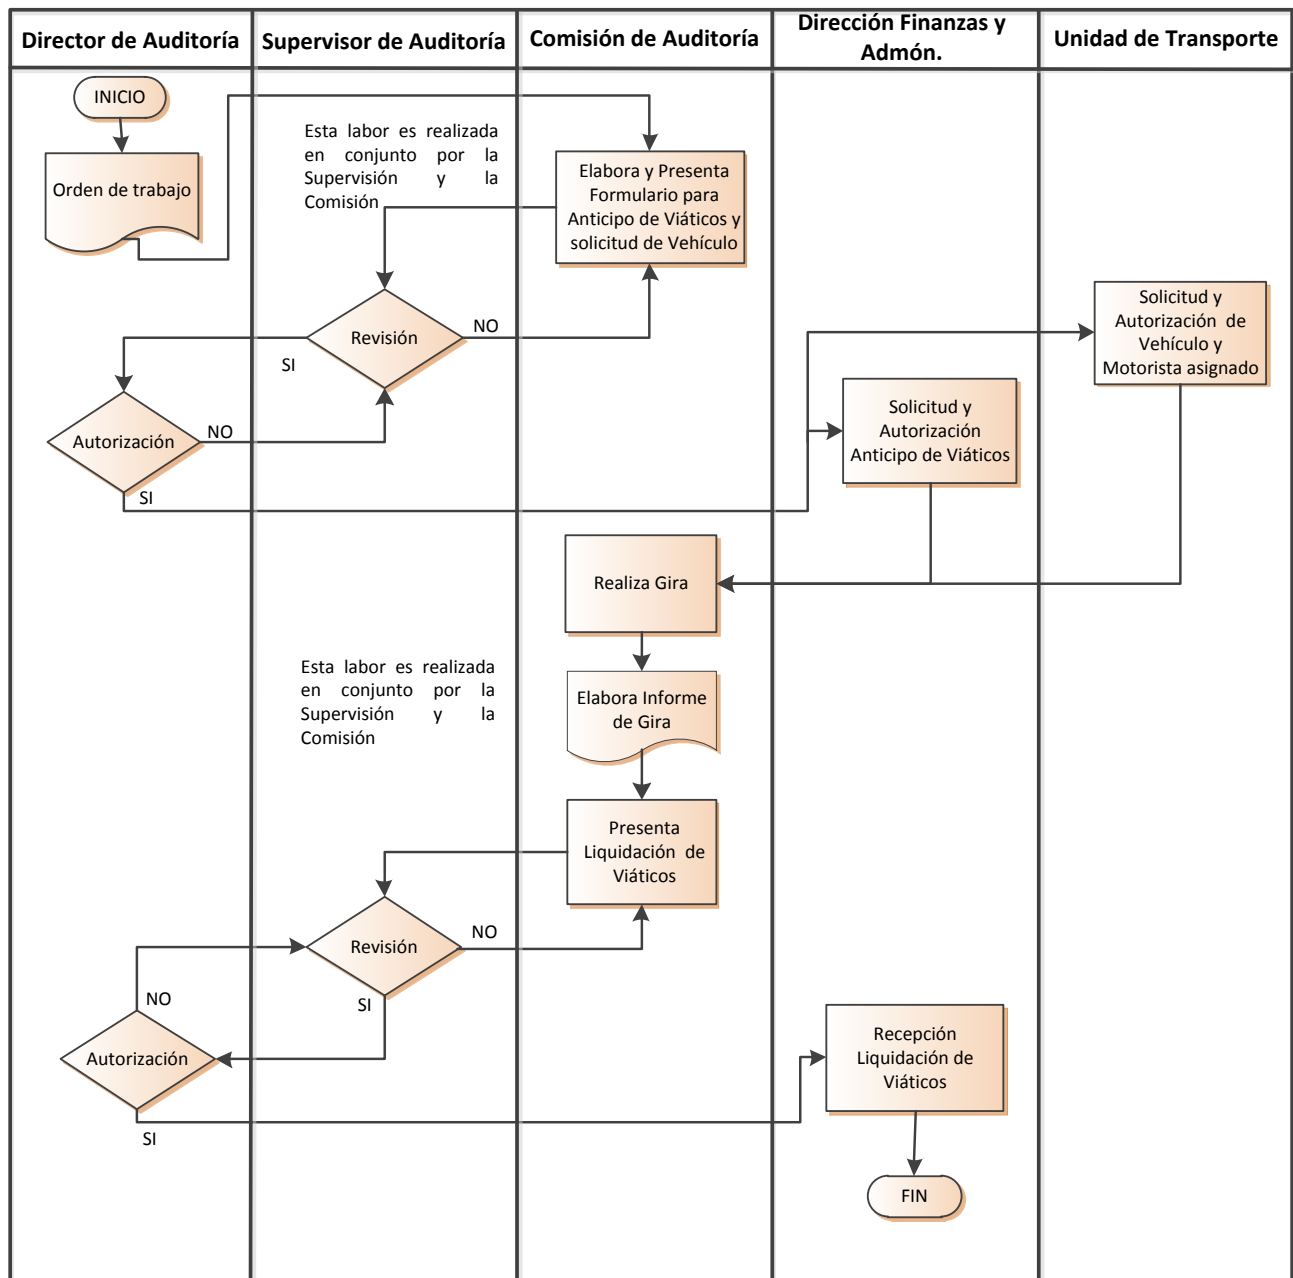 Director de Auditoría
Supervisor de Auditoría
Comisión de Auditoría
Dirección Finanzas y
Admón.
Unidad de Transporte
INICIO
Orden de trabajo
Esta labor es realizada
en conjunto por la
Supervisión y la
Comisión
Elabora y Presenta
Formulario para
Anticipo de Viáticos y
solicitud de Vehículo
Revisión
NO
SI
Solicitud y
Autorización de
Vehículo y
Motorista asignado
Autorización
NO
SI
Solicitud y
Autorización
Anticipo de Viáticos
Realiza Gira
Esta labor es realizada
en conjunto por la
Supervisión y la
Comisión
Elabora Informe
de Gira
Presenta
Liquidación de
Viáticos
Revisión
NO
SI
NO
Autorización
SI
Recepción
Liquidación de
Viáticos
FIN